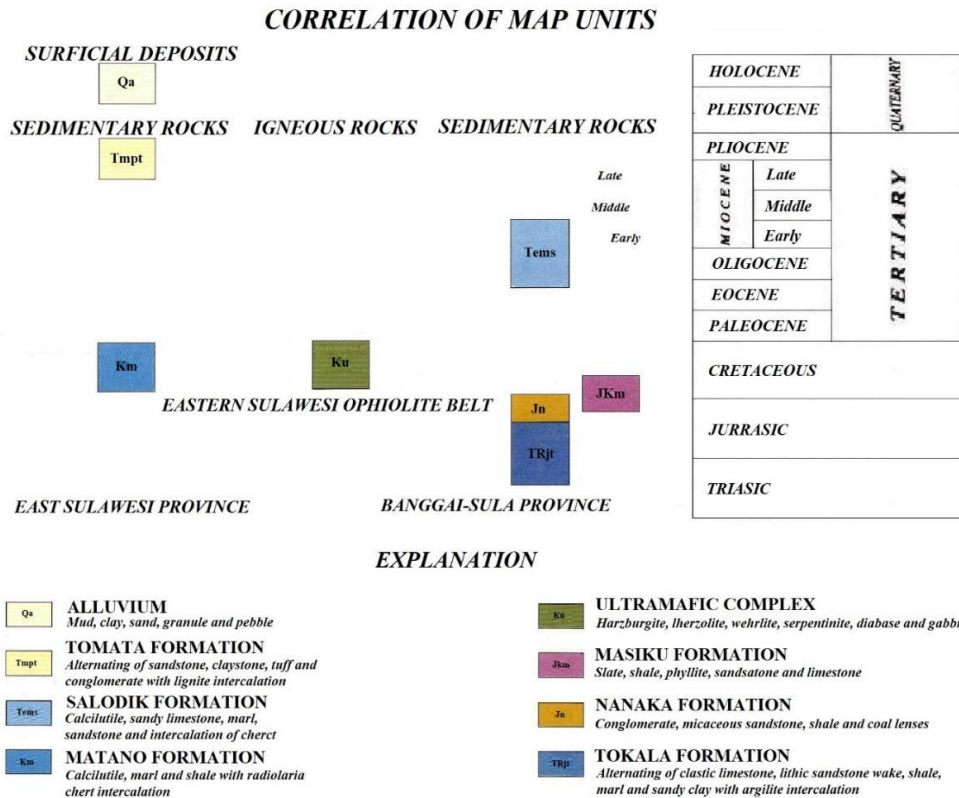 CORRELATION OF MAP UNITS
SURFICIAL DEPOSITS
Qa
SEDIMENTARY ROCKS
IGNEOUS ROCKS
SEDIMENTARY ROCKS
Tmpt
Late
Middle
Early
Tems
Km
Ku
JKm
EASTERN SULAWESI OPHIOLITE BELT
Jn
TRjt
EAST SULAWESI PROVINCE
BANGGAI-SULA PROVINCE
HOLOCENE
PLEISTOCENE
QUATERNARY
PLIOCENE
MIOCENE
Late
Middle
Early
OLIGOCENE
EOCENE
PALEOCENE
TERTIARY
CRETACEOUS
JURRASIC
TRIASIC
EXPLANATION
Qa
ALLUVIUM
Mud, clay, sand, granule and pebble
Tmpt
TOMATA FORMATION
Alternating of sandstone, claystone, tuff and
conglomerate with lignite intercalation
Tems
SALODIK FORMATION
Calcilutile, sandy limestone, marl,
sandstone and intercalation of cherct
Km
MATANO FORMATION
Calcilutile, marl and shale with radiolaria
chert intercalation
Ku
ULTRAMAFIC COMPLEX
Harzburgite, lherzolite, wehrlite, serpentinite, diabase and gabbr
Jkm
MASIKU FORMATION
Slate, shale, phyllite, sandsatone and limestone
Jn
NANAKA FORMATION
Conglomerate, micaceous sandstone, shale and coal lenses
TRjt
TOKALA FORMATION
Alternating of clastic limestone, lithic sandstone wake, shale,
marl and sandy clay with argilite intercalation